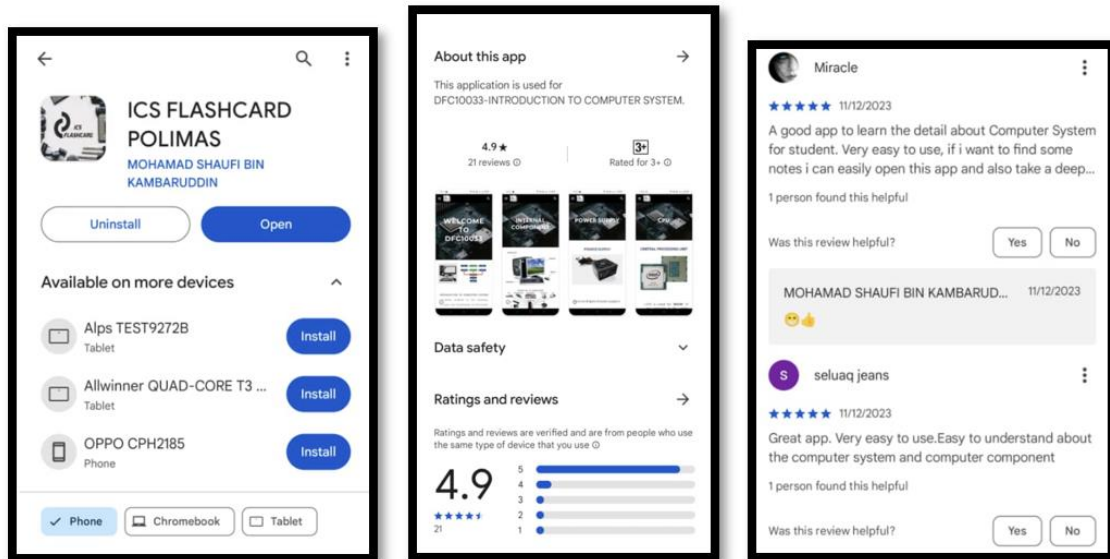 ICS FLASHCARD
POLIMAS
MOHAMAD SHAUFI BIN
KAMBARUDDIN
Uninstall
Open
Available on more devices
Alps TEST9272B
Tablet
Install
Allwinner QUAD-CORE T3 ...
Tablet
Install
OPPO CPH2185
Phone
Install
Phone
Chromebook
Tablet
About this app
This application is used for
DFC10033-INTRODUCTION TO COMPUTER SYSTEM.
4.9★
21 reviews
3+
Rated for 3+
WELCOME
TO
DFC10033
INTERNAL
COMPONENT
POWER SUPPLY
CPU
Data safety
Ratings and reviews
Ratings and reviews are verified and are from people who use
the same type of device that you use
4.9
21
5
4
3
2
1
Miracle
11/12/2023
A good app to learn the detail about Computer System
for student. Very easy to use, if i want to find some
notes i can easily open this app and also take a deep...
1 person found this helpful
Was this review helpful?
Yes
No
MOHAMAD SHAUFI BIN KAMBARUD...
11/12/2023
😁👍
S
seluaq jeans
11/12/2023
Great app. Very easy to use.Easy to understand about
the computer system and computer component
1 person found this helpful
Was this review helpful?
Yes
No